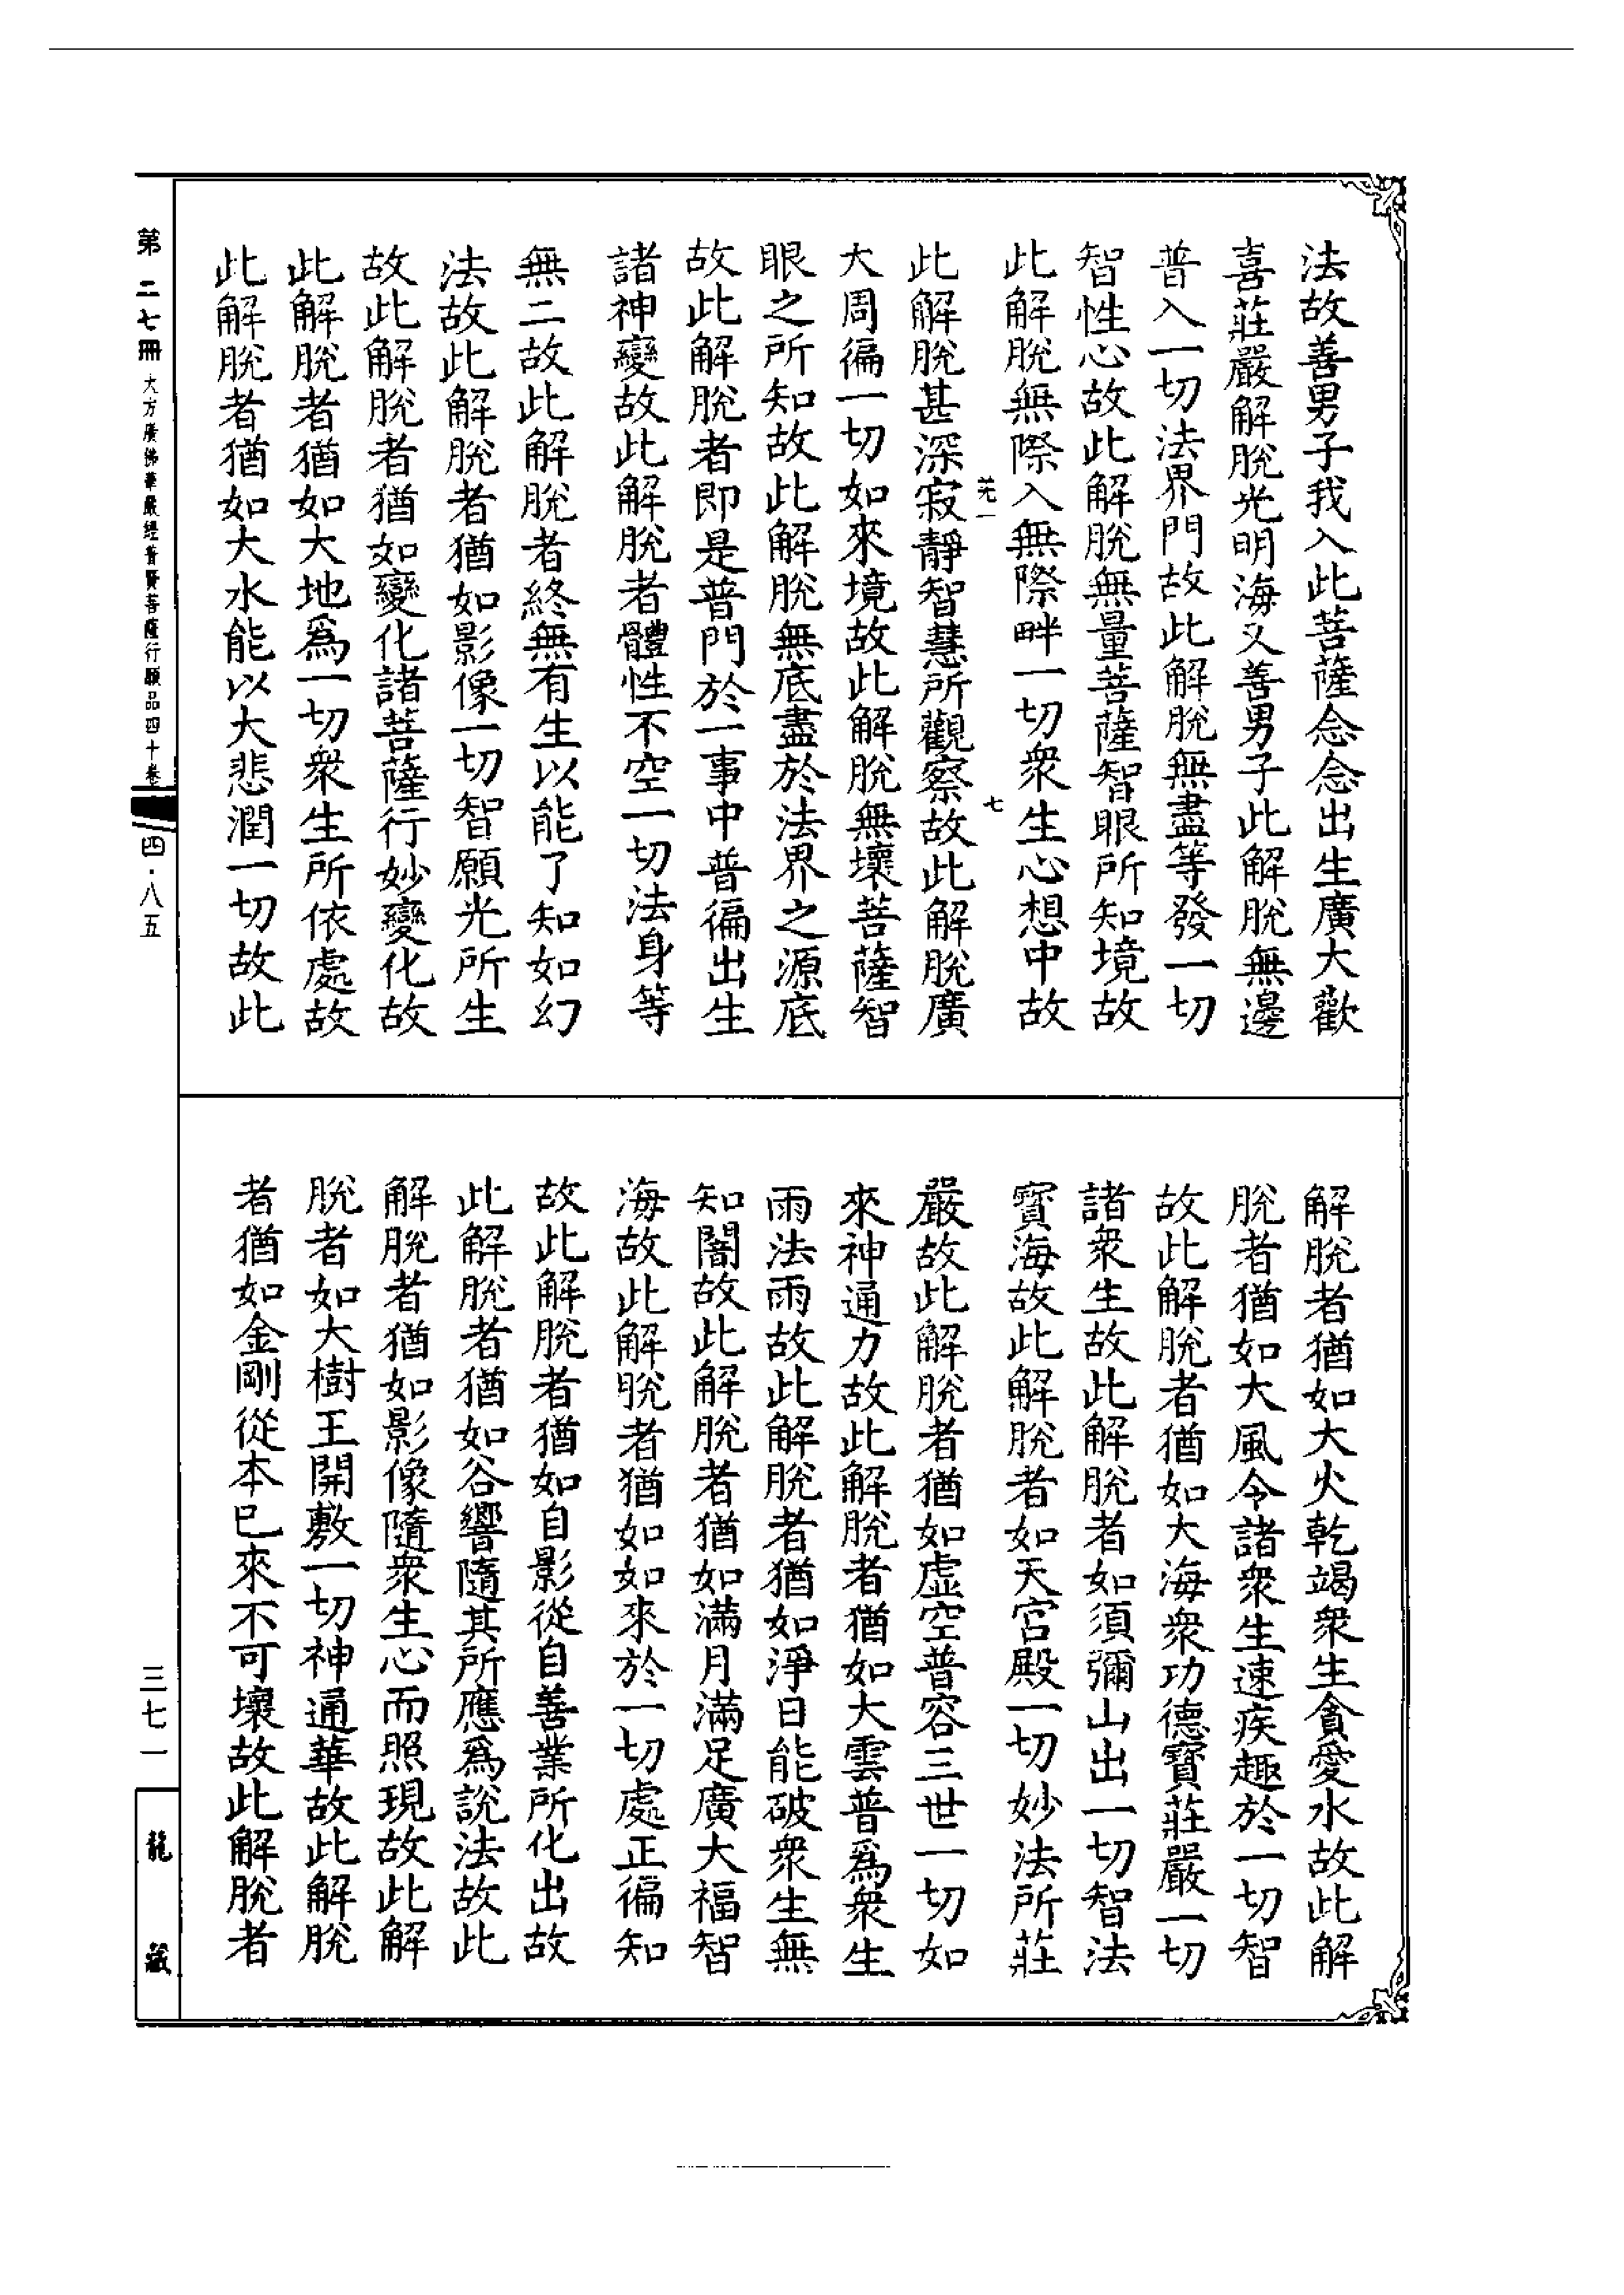 法故善男子我入此菩薩念念出生廣大歡
喜莊嚴解脫光明海又善男子此解脫無邊
普入一切法界門故此解脫無盡等發一切
智性心故此解脫無量菩薩智眼所知境故
此解脫無際入無際畔一切衆生心想中故
羌一
七
此解脫甚深寂靜智慧所觀察故此解脫廣
大周徧一切如來境故此解脫無壞菩薩智
眼之所知故此解脫無底盡於法界之源底
故此解脫者即是普門於一事中普徧出生
諸神變故此解脫者體性不空一切法身等
無二故此解脫者終無有生以能了知如幻
法故此解脫者猶如影像一切智願光所生
故此解脫者猶如變化諸菩薩行妙變化故
此解脫者猶如大地爲一切衆生所依處故
此解脫者猶如大水能以大悲潤一切故此
解脫者猶如大火乾竭衆生貪愛水故此解
脫者猶如大風令諸衆生速疾趣於一切智
故此解脫者猶如大海衆功德寶莊嚴一切
諸衆生故此解脫者如須彌山出一切智法
寶海故此解脫者如天宮殿一切妙法所莊
嚴故此解脫者猶如虛空普容三世一切如
來神通力故此解脫者猶如大雲普爲衆生
雨法雨故此解脫者猶如淨日能破衆生無
知闇故此解脫者猶如滿月滿足廣大福智
海故此解脫者猶如如來於一切處正徧知
故此解脫者猶如自影從自善業所化出故
此解脫者猶如谷響隨其所應爲說法故此
解脫者猶如影像隨衆生心而照現故此解
脫者如大樹王開敷一切神通華故此解脫
者猶如金剛從本已來不可壞故此解脫者
第二七冊 大方廣佛華嚴經普賢菩薩行願品四十卷 四·八五
三七一
龍藏